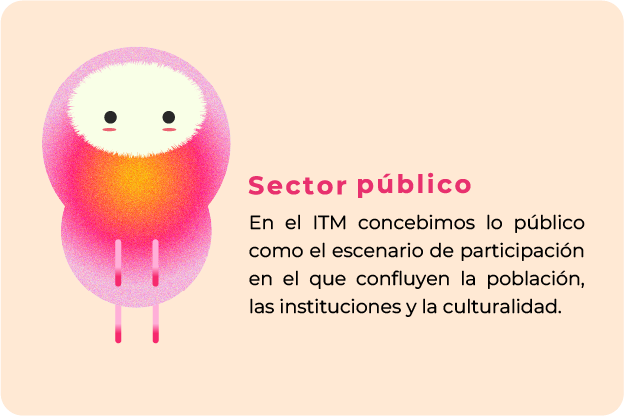 Sector público
En el ITM concebimos lo público
como el escenario de participación
en el que confluyen la población,
las instituciones y la culturalidad.